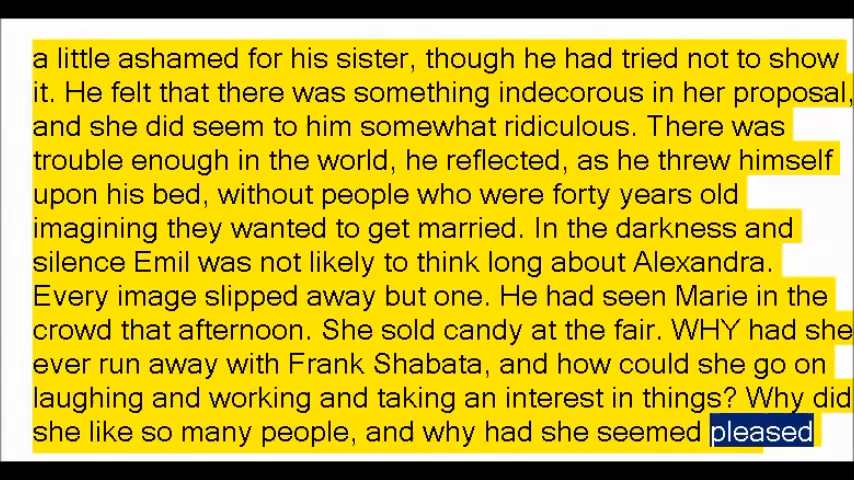 a little ashamed for his sister, though he had tried not to show
it. He felt that there was something indecorous in her proposal,
and she did seem to him somewhat ridiculous. There was
trouble enough in the world, he reflected, as he threw himself
upon his bed, without people who were forty years old
imagining they wanted to get married. In the darkness and
silence Emil was not likely to think long about Alexandra.
Every image slipped away but one. He had seen Marie in the
crowd that afternoon. She sold candy at the fair. WHY had she
ever run away with Frank Shabata, and how could she go on
laughing and working and taking an interest in things? Why did
she like so many people, and why had she seemed pleased